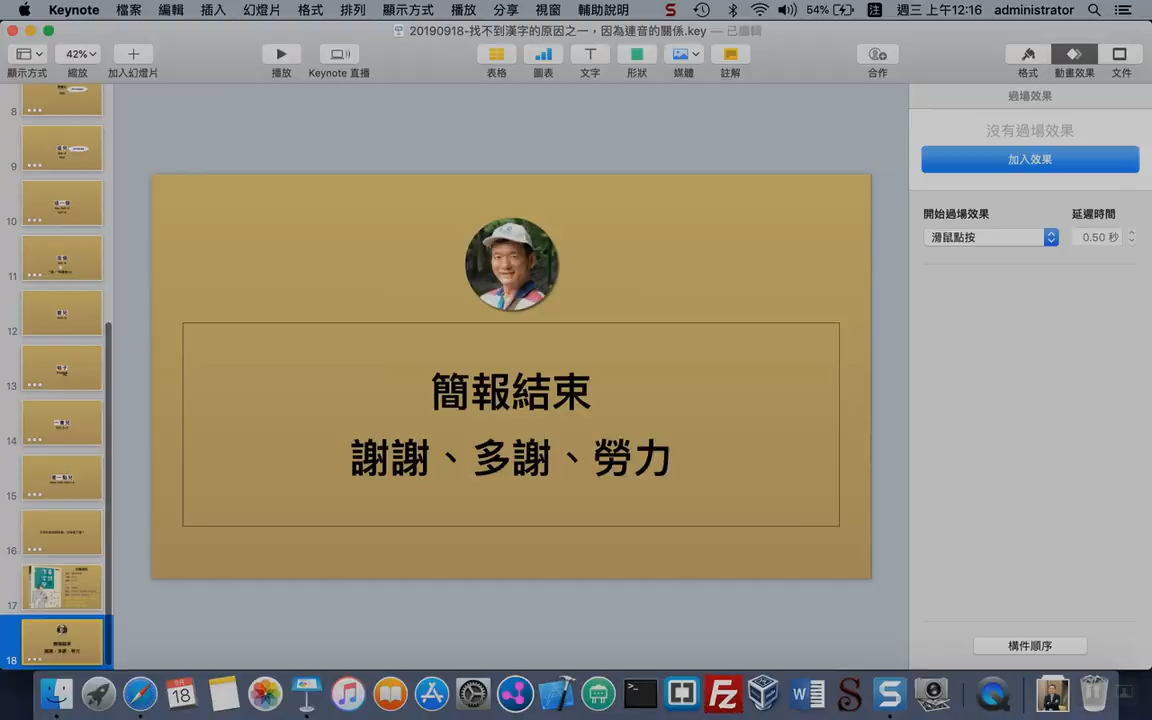 Keynote 檔案 編輯 插入 幻燈片 格式 排列 顯示方式 播放 分享 視窗 輔助說明 54% 注 週三 上午12:16 administrator
20190918-找不到漢字的原因之一，因為連音的關係.key — 已編輯
42%
顯示方式 縮放 加入幻燈片 播放 Keynote 直播 表格 圖表 文字 形狀 媒體 註解 合作 格式 動畫效果 文件
過場效果
沒有過場效果
加入效果
開始過場效果 延遲時間
滑鼠點按 0.50 秒
8
9
10
11
12
13
14
15
16
17
18
簡報結束
謝謝、多謝、勞力
構件順序
9月
18